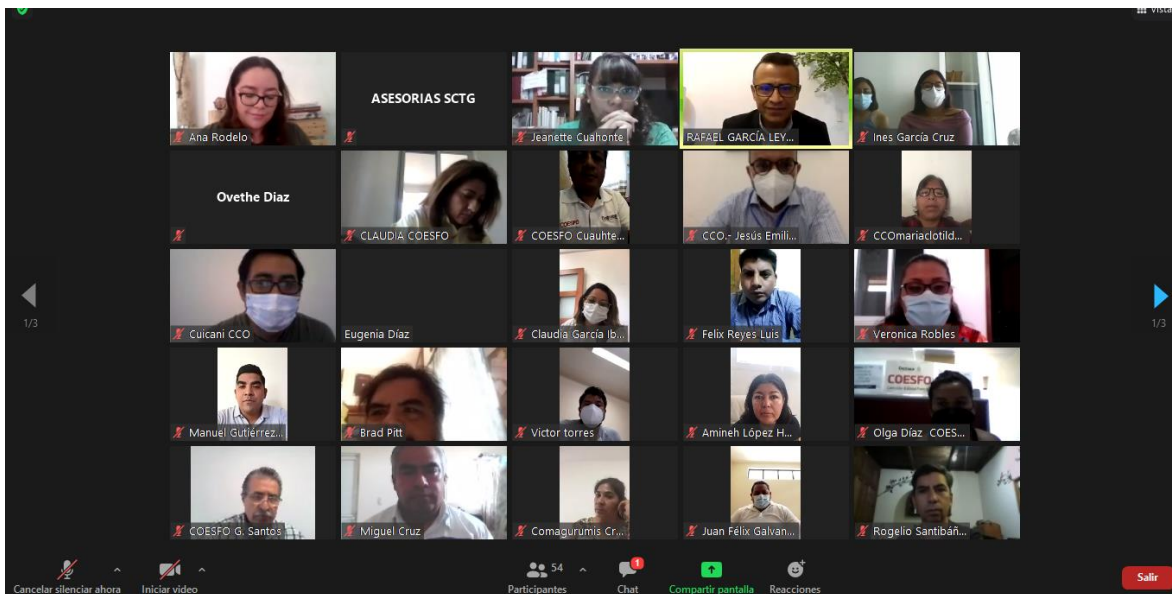 Vista
Ana Rodelo
ASESORIAS SCTG
Jeanette Cuahonte
RAFAEL GARCÍA LEY...
Ines García Cruz
Ovethe Diaz
CLAUDIA COESFO
COESFO Cuauhte...
CCO.- Jesús Emili...
CCOmariaclotild...
Cuicani CCO
Eugenia Díaz
Claudia García Ib...
Felix Reyes Luis
Veronica Robles
1/3
1/3
Manuel Gutiérrez...
Brad Pitt
Victor torres
Amineh López H...
COESFO
Olga Díaz COES...
COESFO G. Santos
Miguel Cruz
Comagurumis Cr...
Juan Félix Galvan...
Rogelio Santibáñ...
Cancelar silenciar ahora
Iniciar video
54
Participantes
1
Chat
Compartir pantalla
Reacciones
Salir